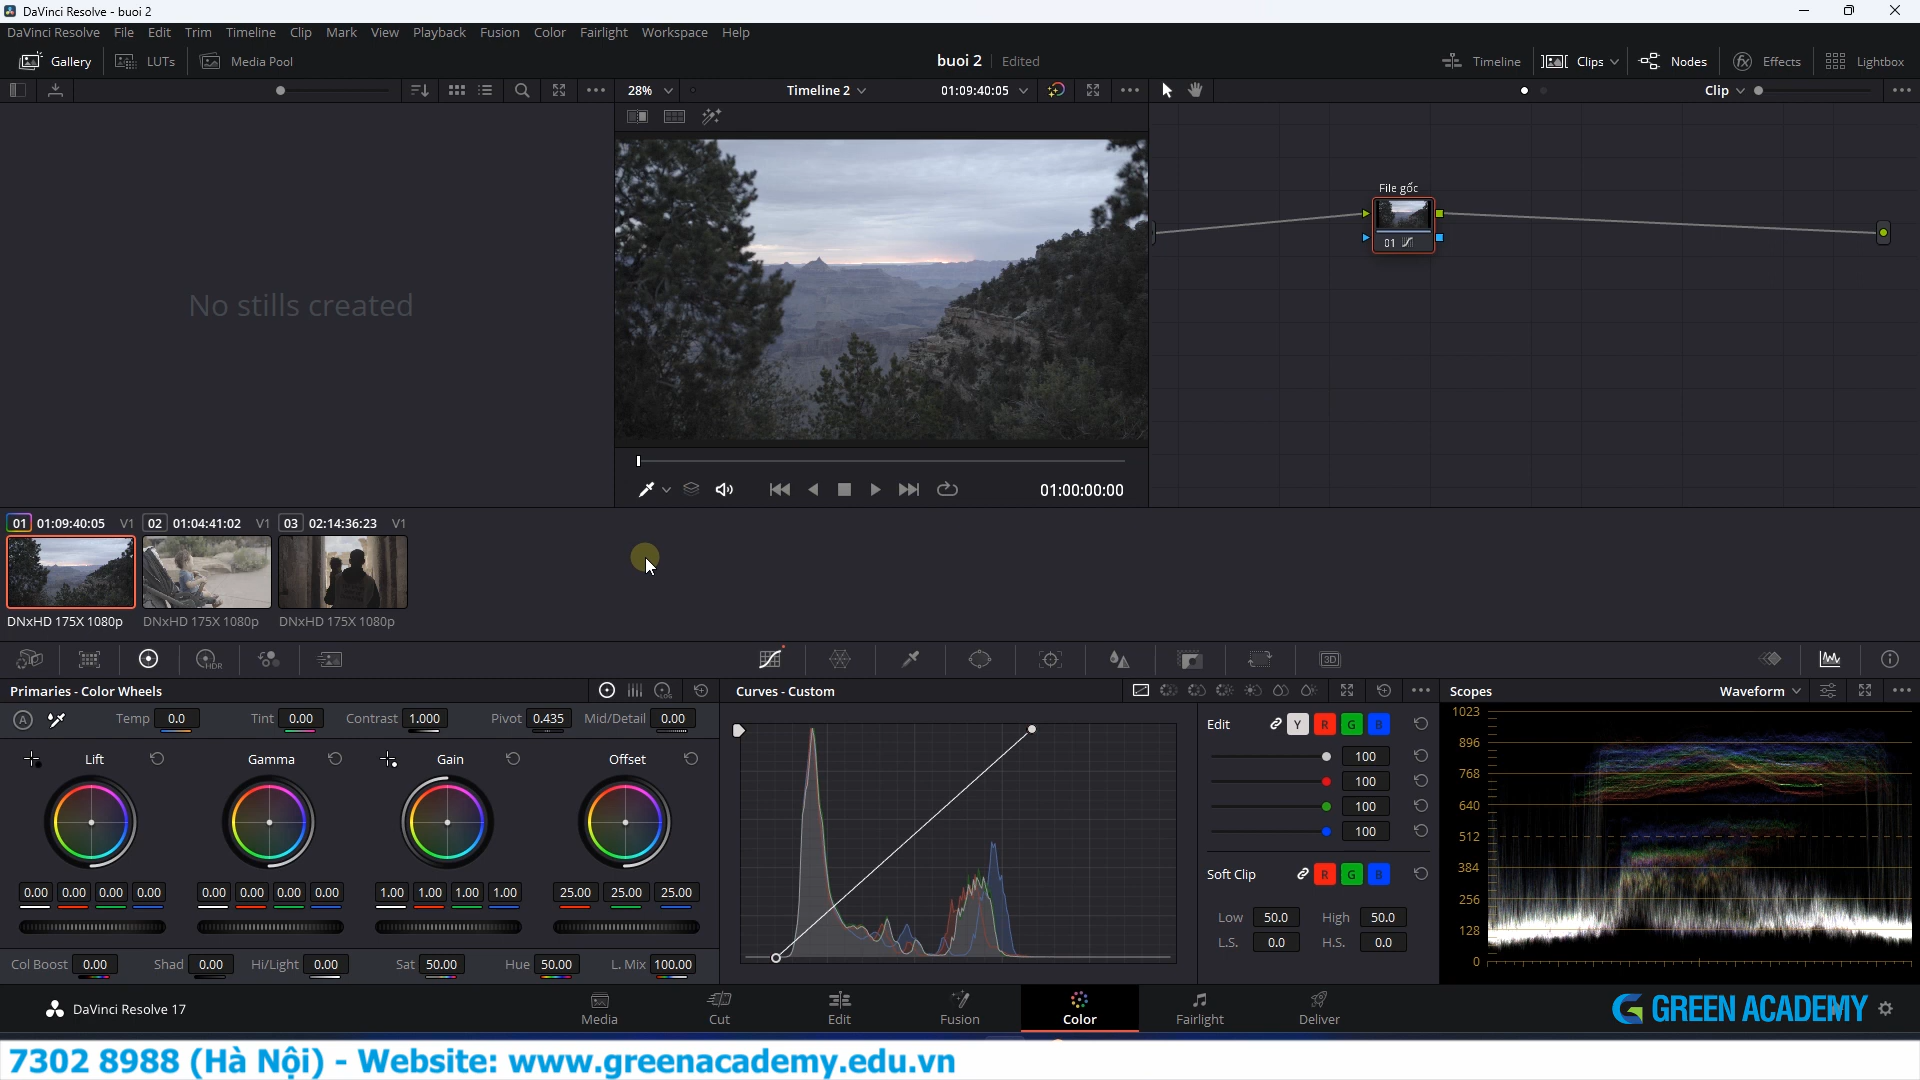 DaVinci Resolve - buoi 2
DaVinci Resolve File Edit Trim Timeline Clip Mark View Playback Fusion Color Fairlight Workspace Help
Gallery LUTs Media Pool buoi 2 Edited Timeline Clips Nodes Effects Lightbox
28% Timeline 2 01:09:40:05 Clip
File gốc
01
No stills created
01:00:00:00
01 01:09:40:05 V1 02 01:04:41:02 V1 03 02:14:36:23 V1
DNxHD 175X 1080p DNxHD 175X 1080p DNxHD 175X 1080p
HDR LOG 3D
Primaries - Color Wheels Curves - Custom Scopes Waveform
A Temp 0.0 Tint 0.00 Contrast 1.000 Pivot 0.435 Mid/Detail 0.00
Lift Gamma Gain Offset
0.00 0.00 0.00 0.00 0.00 0.00 0.00 0.00 1.00 1.00 1.00 1.00 25.00 25.00 25.00
Col Boost 0.00 Shad 0.00 Hi/Light 0.00 Sat 50.00 Hue 50.00 L. Mix 100.00
Edit Y R G B
100
100
100
100
Soft Clip R G B
Low 50.0 High 50.0
L.S. 0.0 H.S. 0.0
1023
896
768
640
512
384
256
128
0
DaVinci Resolve 17 Media Cut Edit Fusion Color Fairlight Deliver GREEN ACADEMY
7302 8988 (Hà Nội) - Website: www.greenacademy.edu.vn